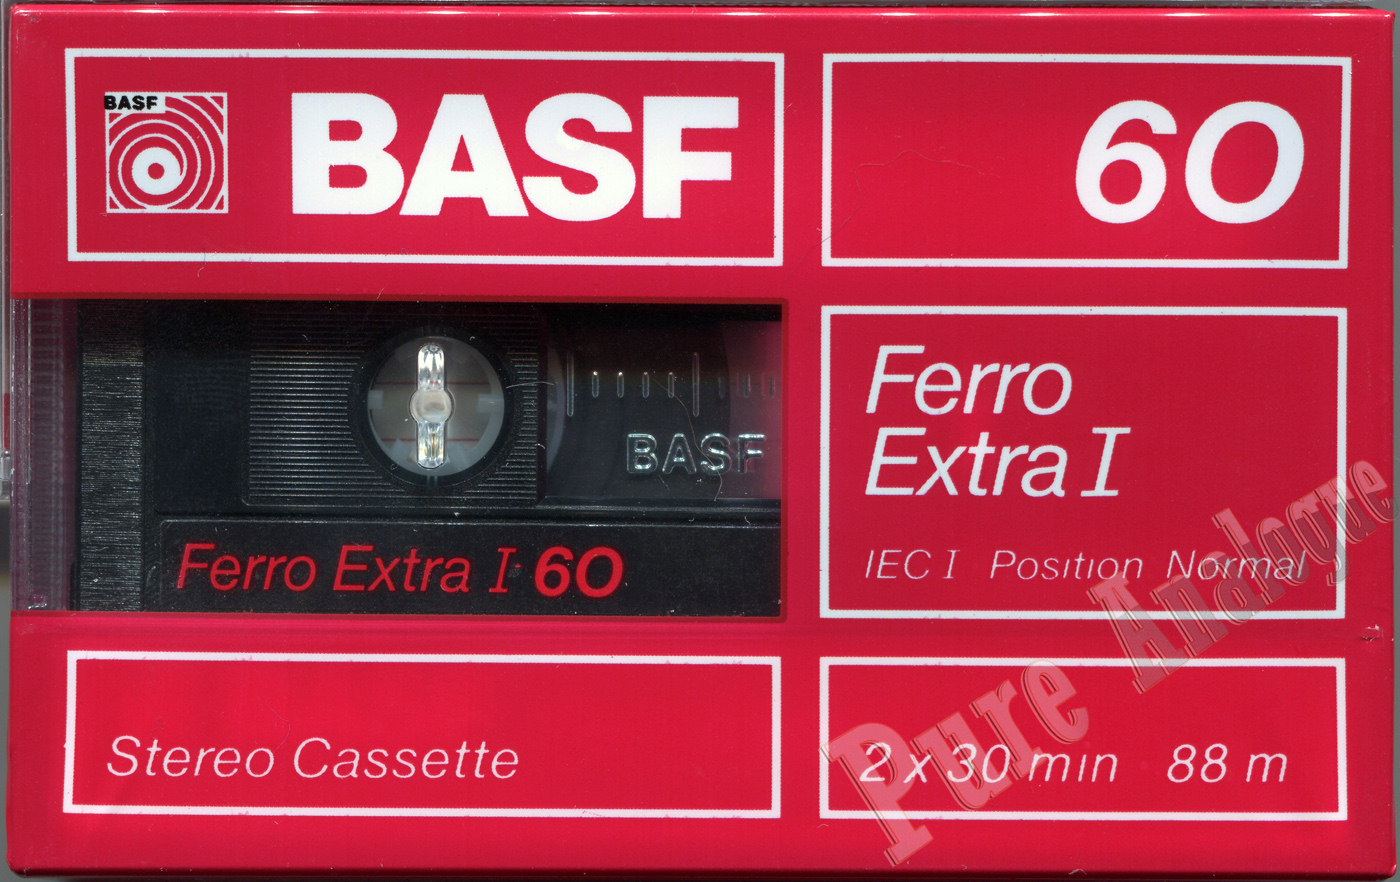 BASF
BASF
60
Ferro
Extra I
IEC I Position Normal
BASF
Ferro Extra I 60
Stereo Cassette
2 x 30 min 88 m
Pure Analogue